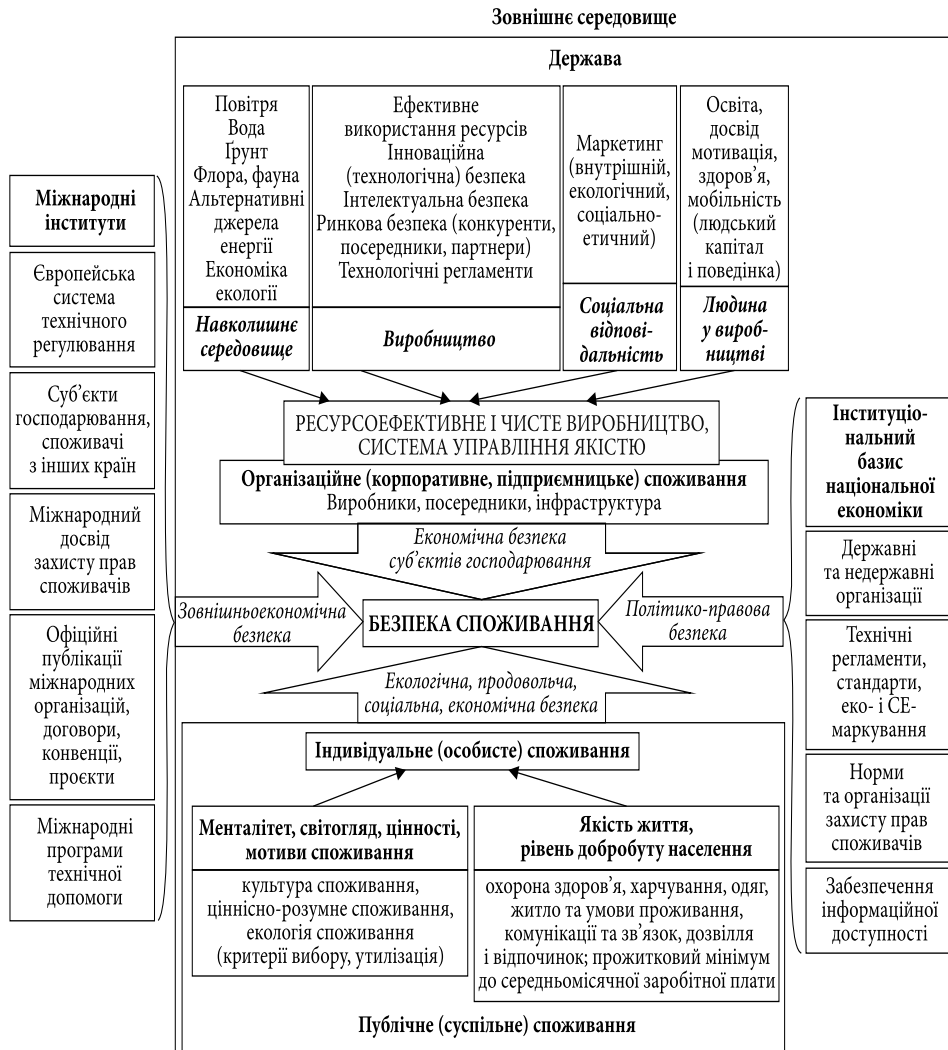 Зовнішнє середовище
Держава
Повітря
Вода
Ґрунт
Флора, фауна
Альтернативні
джерела
енергії
Економіка
екології
Навколишнє
середовище
Ефективне
використання ресурсів
Інноваційна
(технологічна) безпека
Інтелектуальна безпека
Ринкова безпека (конкуренти,
посередники, партнери)
Технологічні регламенти
Виробництво
Маркетинг
(внутрішній,
екологічний,
соціально-
етичний)
Соціальна
відпові-
дальність
Освіта,
досвід
мотивація,
здоров’я,
мобільність
(людський
капітал
і поведінка)
Людина
у вироб-
ництві
Міжнародні
інститути
Європейська
система
технічного
регулювання
Суб’єкти
господарювання,
споживачі
з інших країн
Міжнародний
досвід
захисту прав
споживачів
Офіційні
публікації
міжнародних
організацій,
договори,
конвенції,
проєкти
Міжнародні
програми
технічної
допомоги
РЕСУРСОЕФЕКТИВНЕ І ЧИСТЕ ВИРОБНИЦТВО,
СИСТЕМА УПРАВЛІННЯ ЯКІСТЮ
Організаційне (корпоративне, підприємницьке) споживання
Виробники, посередники, інфраструктура
Економічна безпека
суб’єктів господарювання
Зовнішньоекономічна
безпека
БЕЗПЕКА СПОЖИВАННЯ
Політико-правова
безпека
Екологічна, продовольча,
соціальна, економічна безпека
Індивідуальне (особисте) споживання
Менталітет, світогляд, цінності,
мотиви споживання
культура споживання,
ціннісно-розумне споживання,
екологія споживання
(критерії вибору, утилізація)
Якість життя,
рівень добробуту населення
охорона здоров’я, харчування, одяг,
житло та умови проживання,
комунікації та зв’язок, дозвілля
і відпочинок; прожитковий мінімум
до середньомісячної заробітної плати
Публічне (суспільне) споживання
Інституціо-
нальний
базис
національної
економіки
Державні
та недержавні
організації
Технічні
регламенти,
стандарти,
еко- і СЕ-
маркування
Норми
та організації
захисту прав
споживачів
Забезпечення
інформаційної
доступності